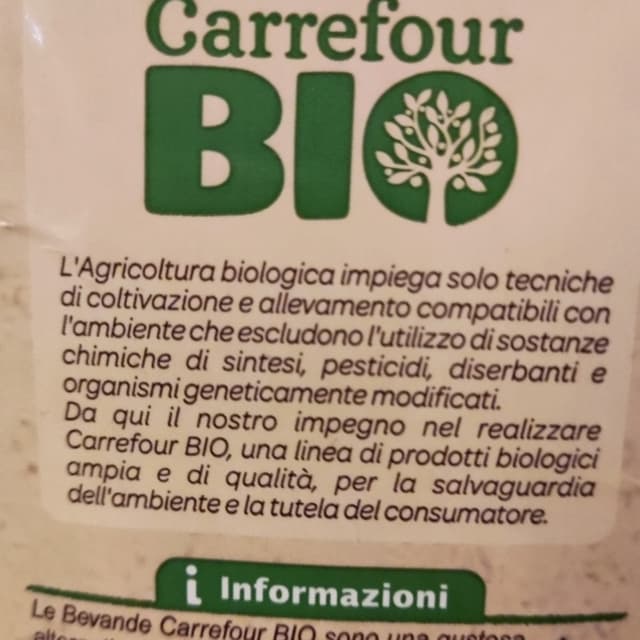 Carrefour
BIO
L'Agricoltura biologica impiega solo tecniche
di coltivazione e allevamento compatibili con
l'ambiente che escludono l'utilizzo di sostanze
chimiche di sintesi, pesticidi, diserbanti e
organismi geneticamente modificati.
Da qui il nostro impegno nel realizzare
Carrefour BIO, una linea di prodotti biologici
ampia e di qualità, per la salvaguardia
dell'ambiente e la tutela del consumatore.
i Informazioni
Le Bevande Carrefour BIO sono una gustosa